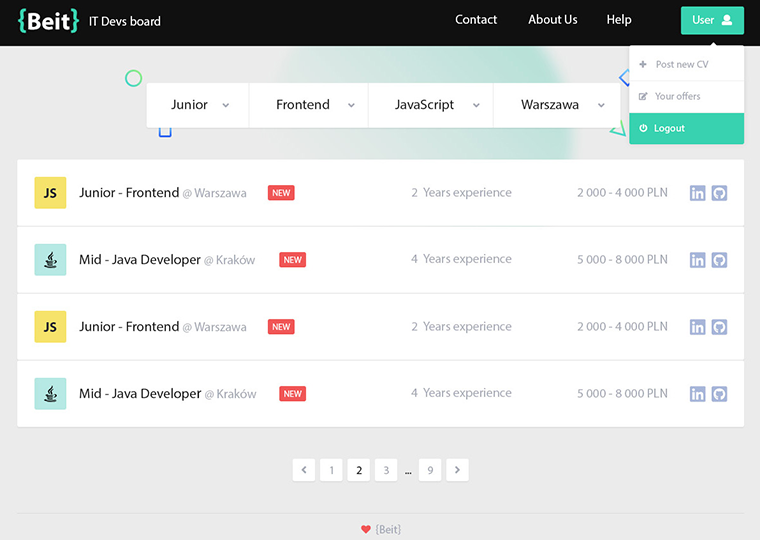 {Beit} IT Devs board Contact About Us Help User
Post new CV
Your offers
Logout
Junior Frontend JavaScript Warszawa
JS Junior - Frontend @ Warszawa NEW 2 Years experience 2 000 - 4 000 PLN in
Mid - Java Developer @ Kraków NEW 4 Years experience 5 000 - 8 000 PLN in
JS Junior - Frontend @ Warszawa NEW 2 Years experience 2 000 - 4 000 PLN in
Mid - Java Developer @ Kraków NEW 4 Years experience 5 000 - 8 000 PLN in
1 2 3 ... 9
{Beit}